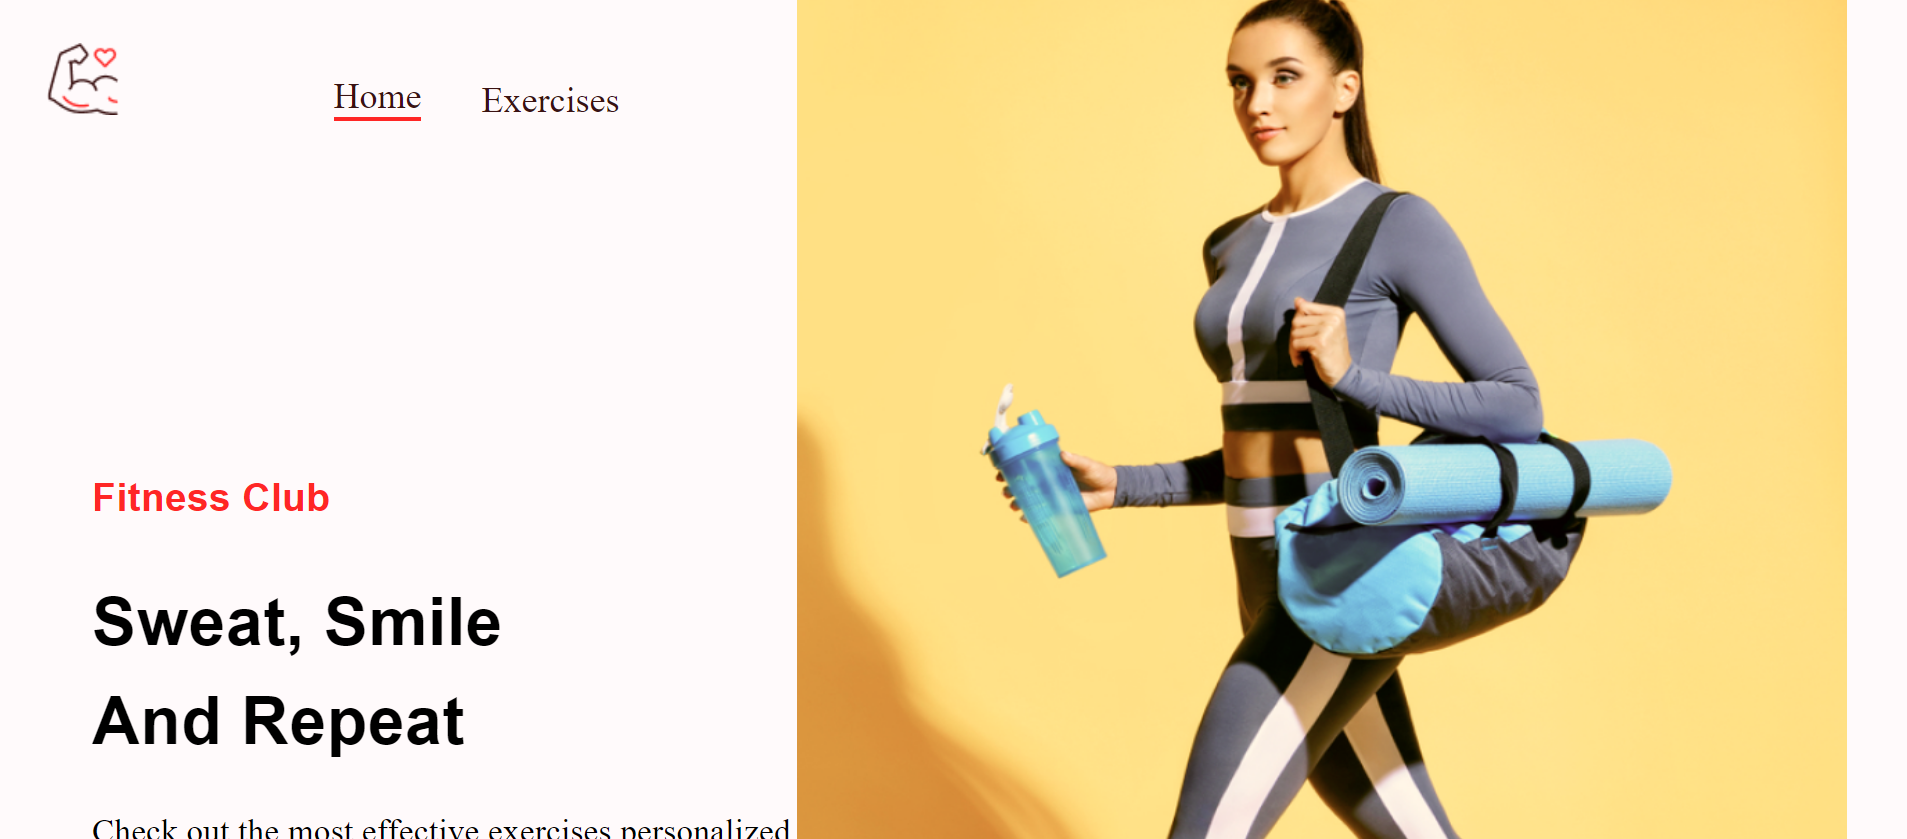 Home Exercises
Fitness Club
Sweat, Smile
And Repeat
Check out the most effective exercises personalized